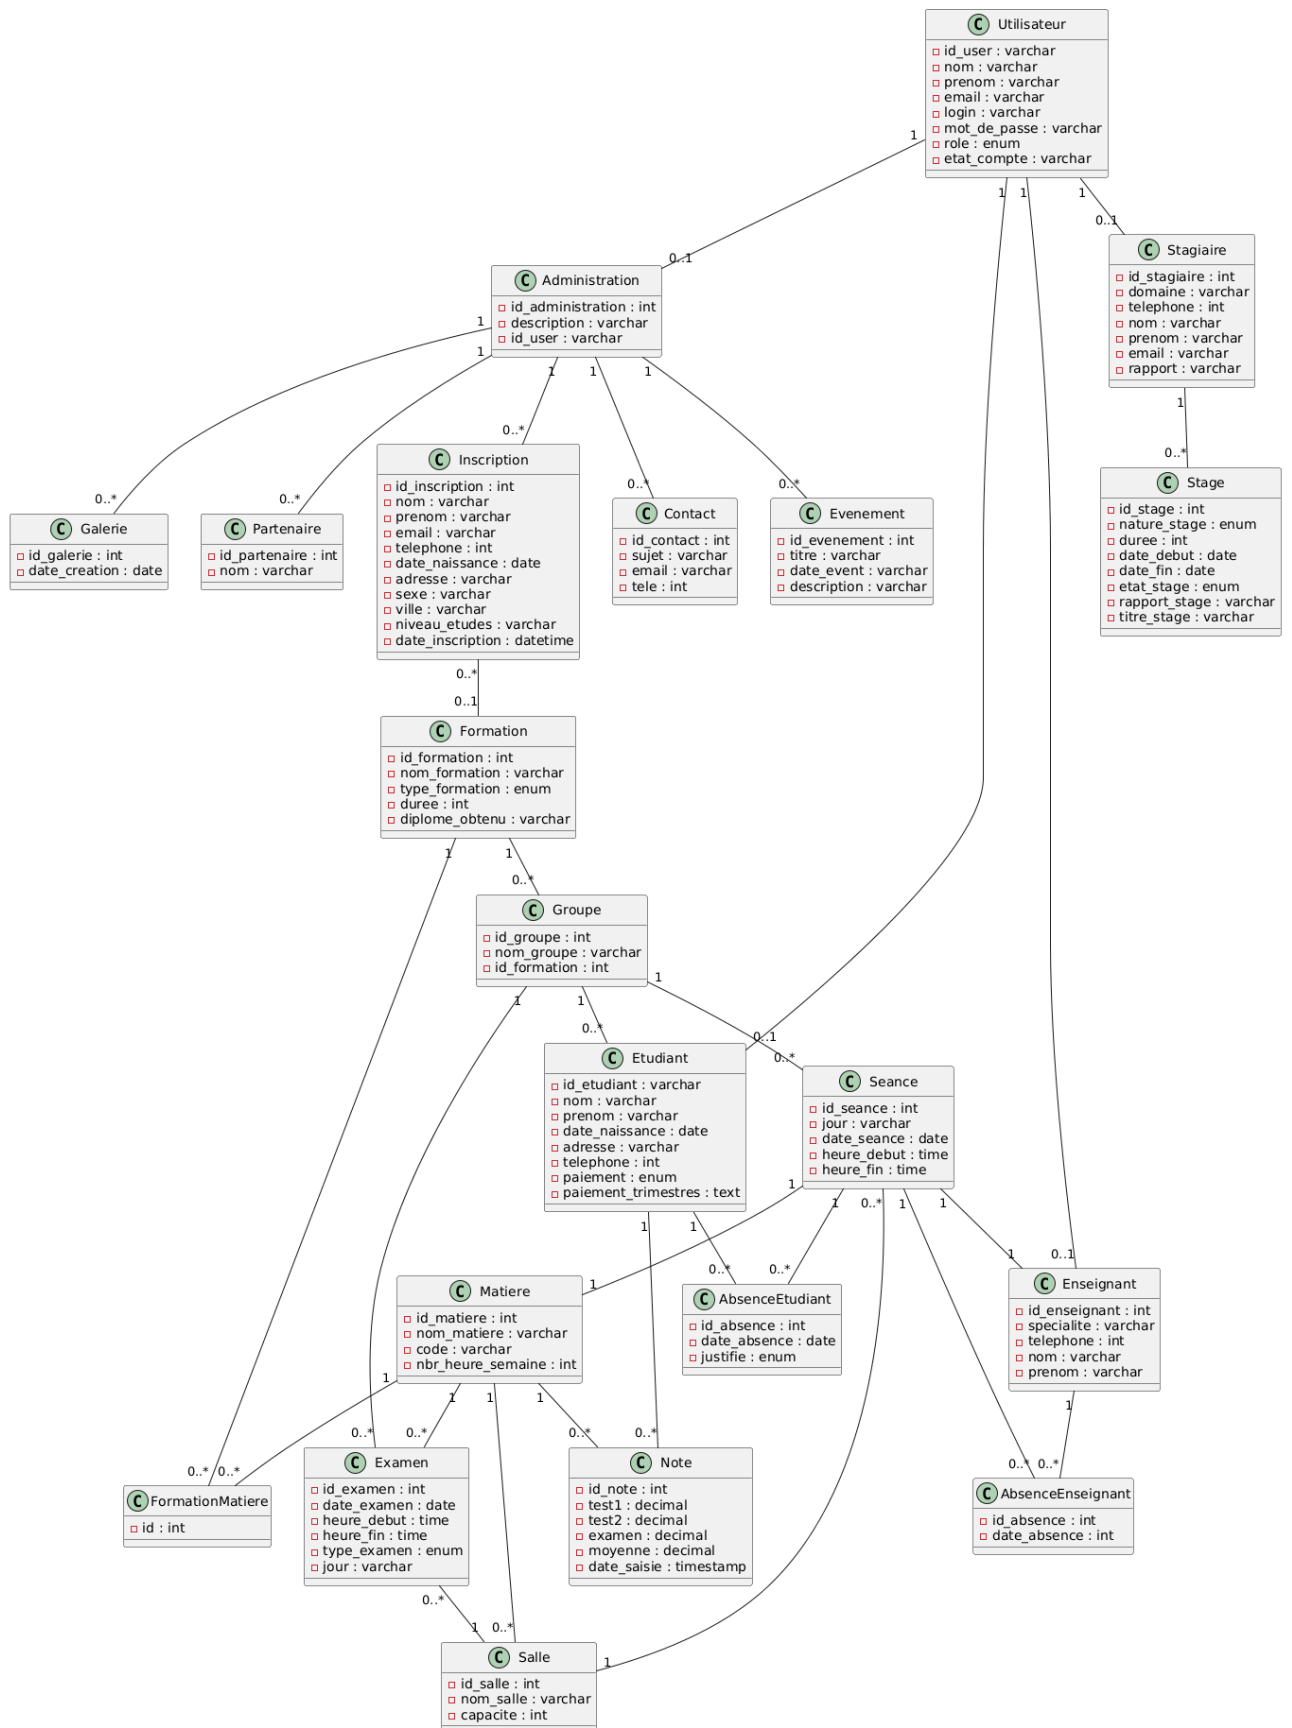 C Utilisateur
id_user : varchar
nom : varchar
prenom : varchar
email : varchar
login : varchar
mot_de_passe : varchar
role : enum
etat_compte : varchar
1
1
1
1
0..1
0..1
C Stagiaire
id_stagiaire : int
domaine : varchar
telephone : int
nom : varchar
prenom : varchar
email : varchar
rapport : varchar
C Administration
id_administration : int
description : varchar
id_user : varchar
1
1
1
1
1
1
0..*
0..*
0..*
0..*
0..*
0..*
C Inscription
id_inscription : int
nom : varchar
prenom : varchar
email : varchar
telephone : int
date_naissance : date
adresse : varchar
sexe : varchar
ville : varchar
niveau_etudes : varchar
date_inscription : datetime
C Stage
id_stage : int
nature_stage : enum
duree : int
date_debut : date
date_fin : date
etat_stage : enum
rapport_stage : varchar
titre_stage : varchar
C Galerie
id_galerie : int
date_creation : date
C Partenaire
id_partenaire : int
nom : varchar
C Contact
id_contact : int
sujet : varchar
email : varchar
tele : int
C Evenement
id_evenement : int
titre : varchar
date_event : varchar
description : varchar
0..*
0..1
C Formation
id_formation : int
nom_formation : varchar
type_formation : enum
duree : int
diplome_obtenu : varchar
1
1
0..*
C Groupe
id_groupe : int
nom_groupe : varchar
id_formation : int
1
1
1
0..*
0..1
0..*
C Etudiant
id_etudiant : varchar
nom : varchar
prenom : varchar
date_naissance : date
adresse : varchar
telephone : int
paiement : enum
paiement_trimestres : text
C Seance
id_seance : int
jour : varchar
date_seance : date
heure_debut : time
heure_fin : time
1
1
0..*
1
1
1
1
1
0..*
0..*
1
0..1
C Matiere
id_matiere : int
nom_matiere : varchar
code : varchar
nbr_heure_semaine : int
C AbsenceEtudiant
id_absence : int
date_absence : date
justifie : enum
C Enseignant
id_enseignant : int
specialite : varchar
telephone : int
nom : varchar
prenom : varchar
1
1
1
1
1
0..*
0..*
0..*
0..*
0..*
0..*
0..*
0..*
C FormationMatiere
id : int
C Examen
id_examen : int
date_examen : date
heure_debut : time
heure_fin : time
type_examen : enum
jour : varchar
C Note
id_note : int
test1 : decimal
test2 : decimal
examen : decimal
moyenne : decimal
date_saisie : timestamp
C AbsenceEnseignant
id_absence : int
date_absence : int
0..*
1
0..*
1
C Salle
id_salle : int
nom_salle : varchar
capacite : int